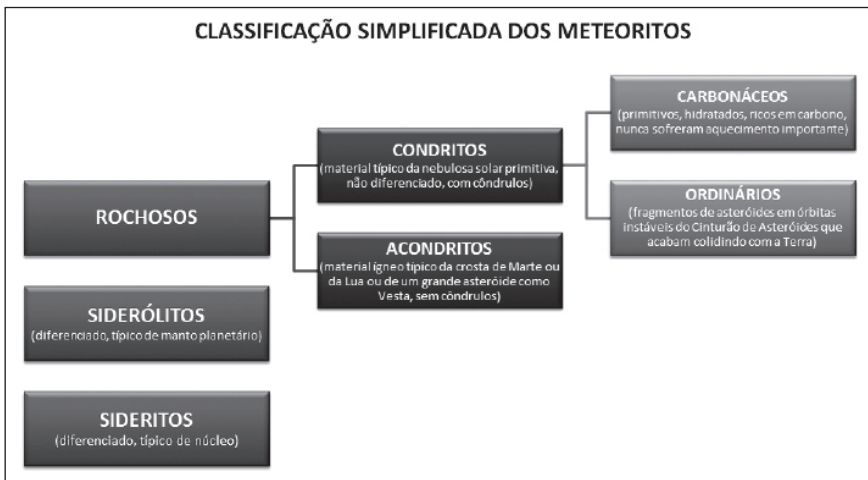 CLASSIFICAÇÃO SIMPLIFICADA DOS METEORITOS
ROCHOSOS
CONDRITOS
(material típico da nebulosa solar primitiva,
não diferenciado, com côndrulos)
CARBONÁCEOS
(primitivos, hidratados, ricos em carbono,
nunca sofreram aquecimento importante)
ORDINÁRIOS
(fragmentos de asteróides em órbitas
instáveis do Cinturão de Asteróides que
acabam colidindo com a Terra)
ACONDRITOS
(material ígneo típico da crosta de Marte ou
da Lua ou de um grande asteróide como
Vesta, sem côndrulos)
SIDERÓLITOS
(diferenciado, típico de manto planetário)
SIDERITOS
(diferenciado, típico de núcleo)